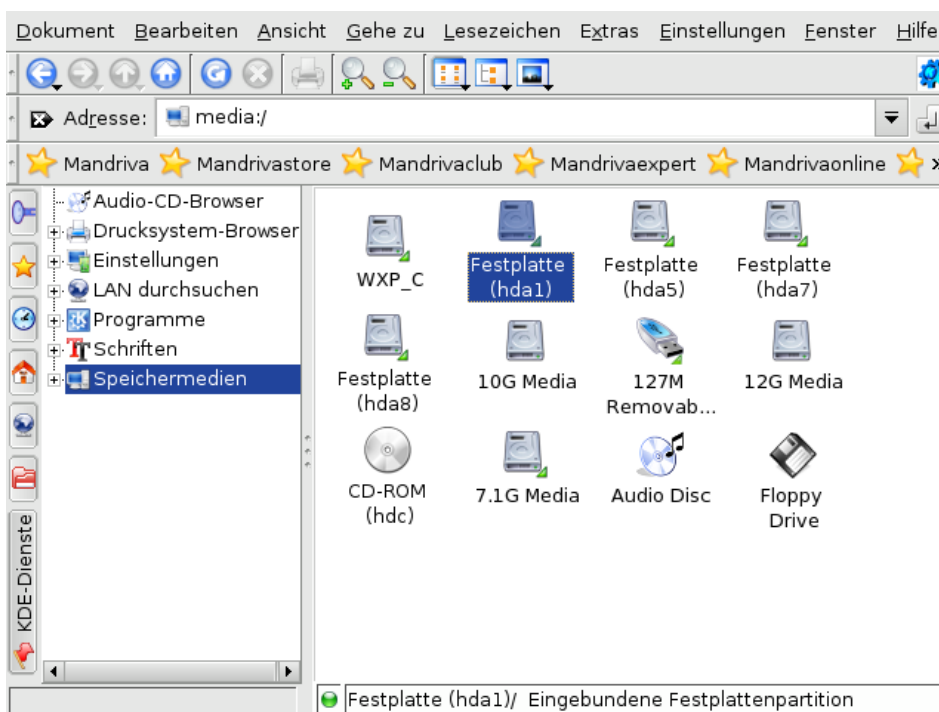 Dokument Bearbeiten Ansicht Gehe zu Lesezeichen Extras Einstellungen Fenster Hilfe
Adresse: media:/
Mandriva Mandrivastore Mandrivaclub Mandrivaexpert Mandrivaonline »
Audio-CD-Browser
Drucksystem-Browser
Einstellungen
LAN durchsuchen
Programme
Schriften
Speichermedien
KDE-Dienste
WXP_C
Festplatte
(hda1)
Festplatte
(hda5)
Festplatte
(hda7)
Festplatte
(hda8)
10G Media
127M
Removab...
12G Media
CD-ROM
(hdc)
7.1G Media
Audio Disc
Floppy
Drive
Festplatte (hda1)/ Eingebundene Festplattenpartition